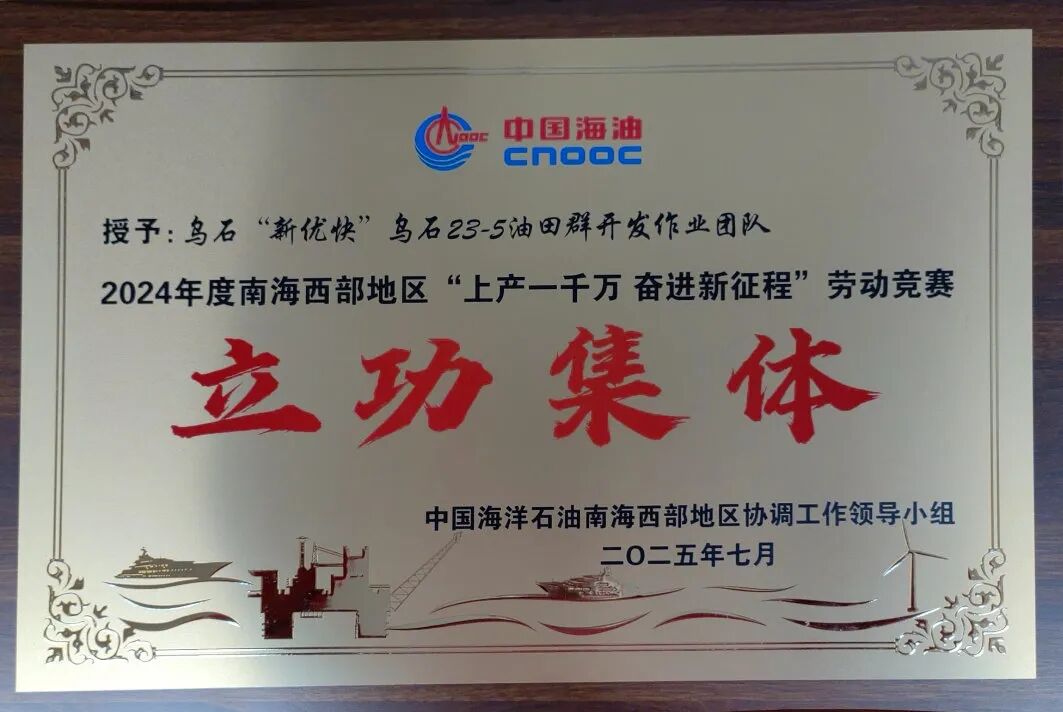 中国海油
CNOOC
授予:乌石“新优快”乌石23-5油田群开发作业团队
2024年度南海西部地区“上产一千万 奋进新征程”劳动竞赛
立功集体
中国海洋石油南海西部地区协调工作领导小组
二〇二五年七月